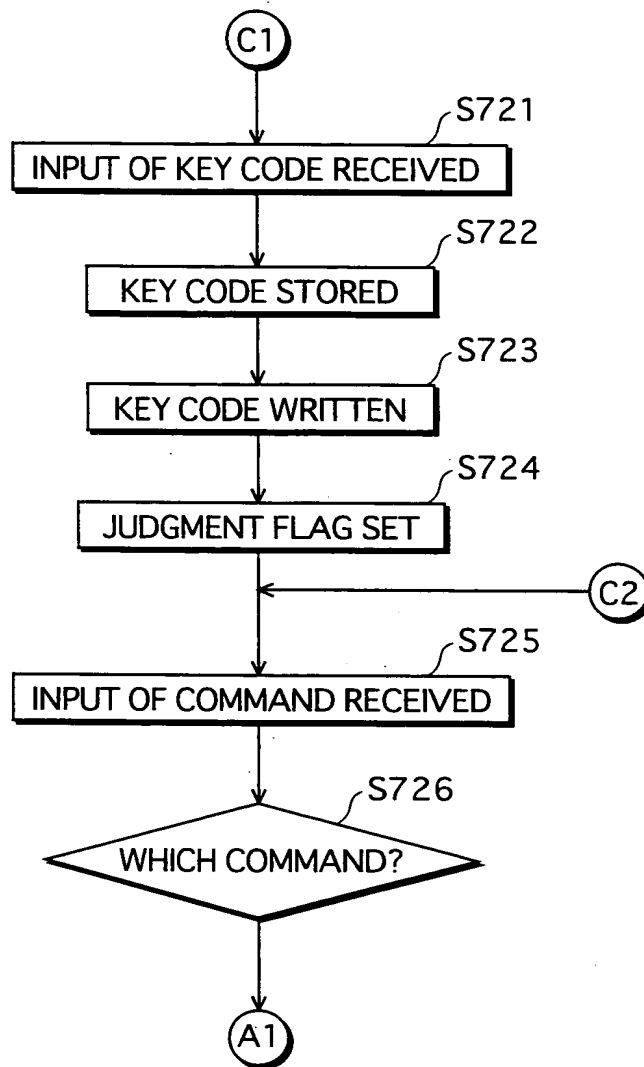 C1
S721
INPUT OF KEY CODE RECEIVED
S722
KEY CODE STORED
S723
KEY CODE WRITTEN
S724
JUDGMENT FLAG SET
C2
S725
INPUT OF COMMAND RECEIVED
S726
WHICH COMMAND?
A1